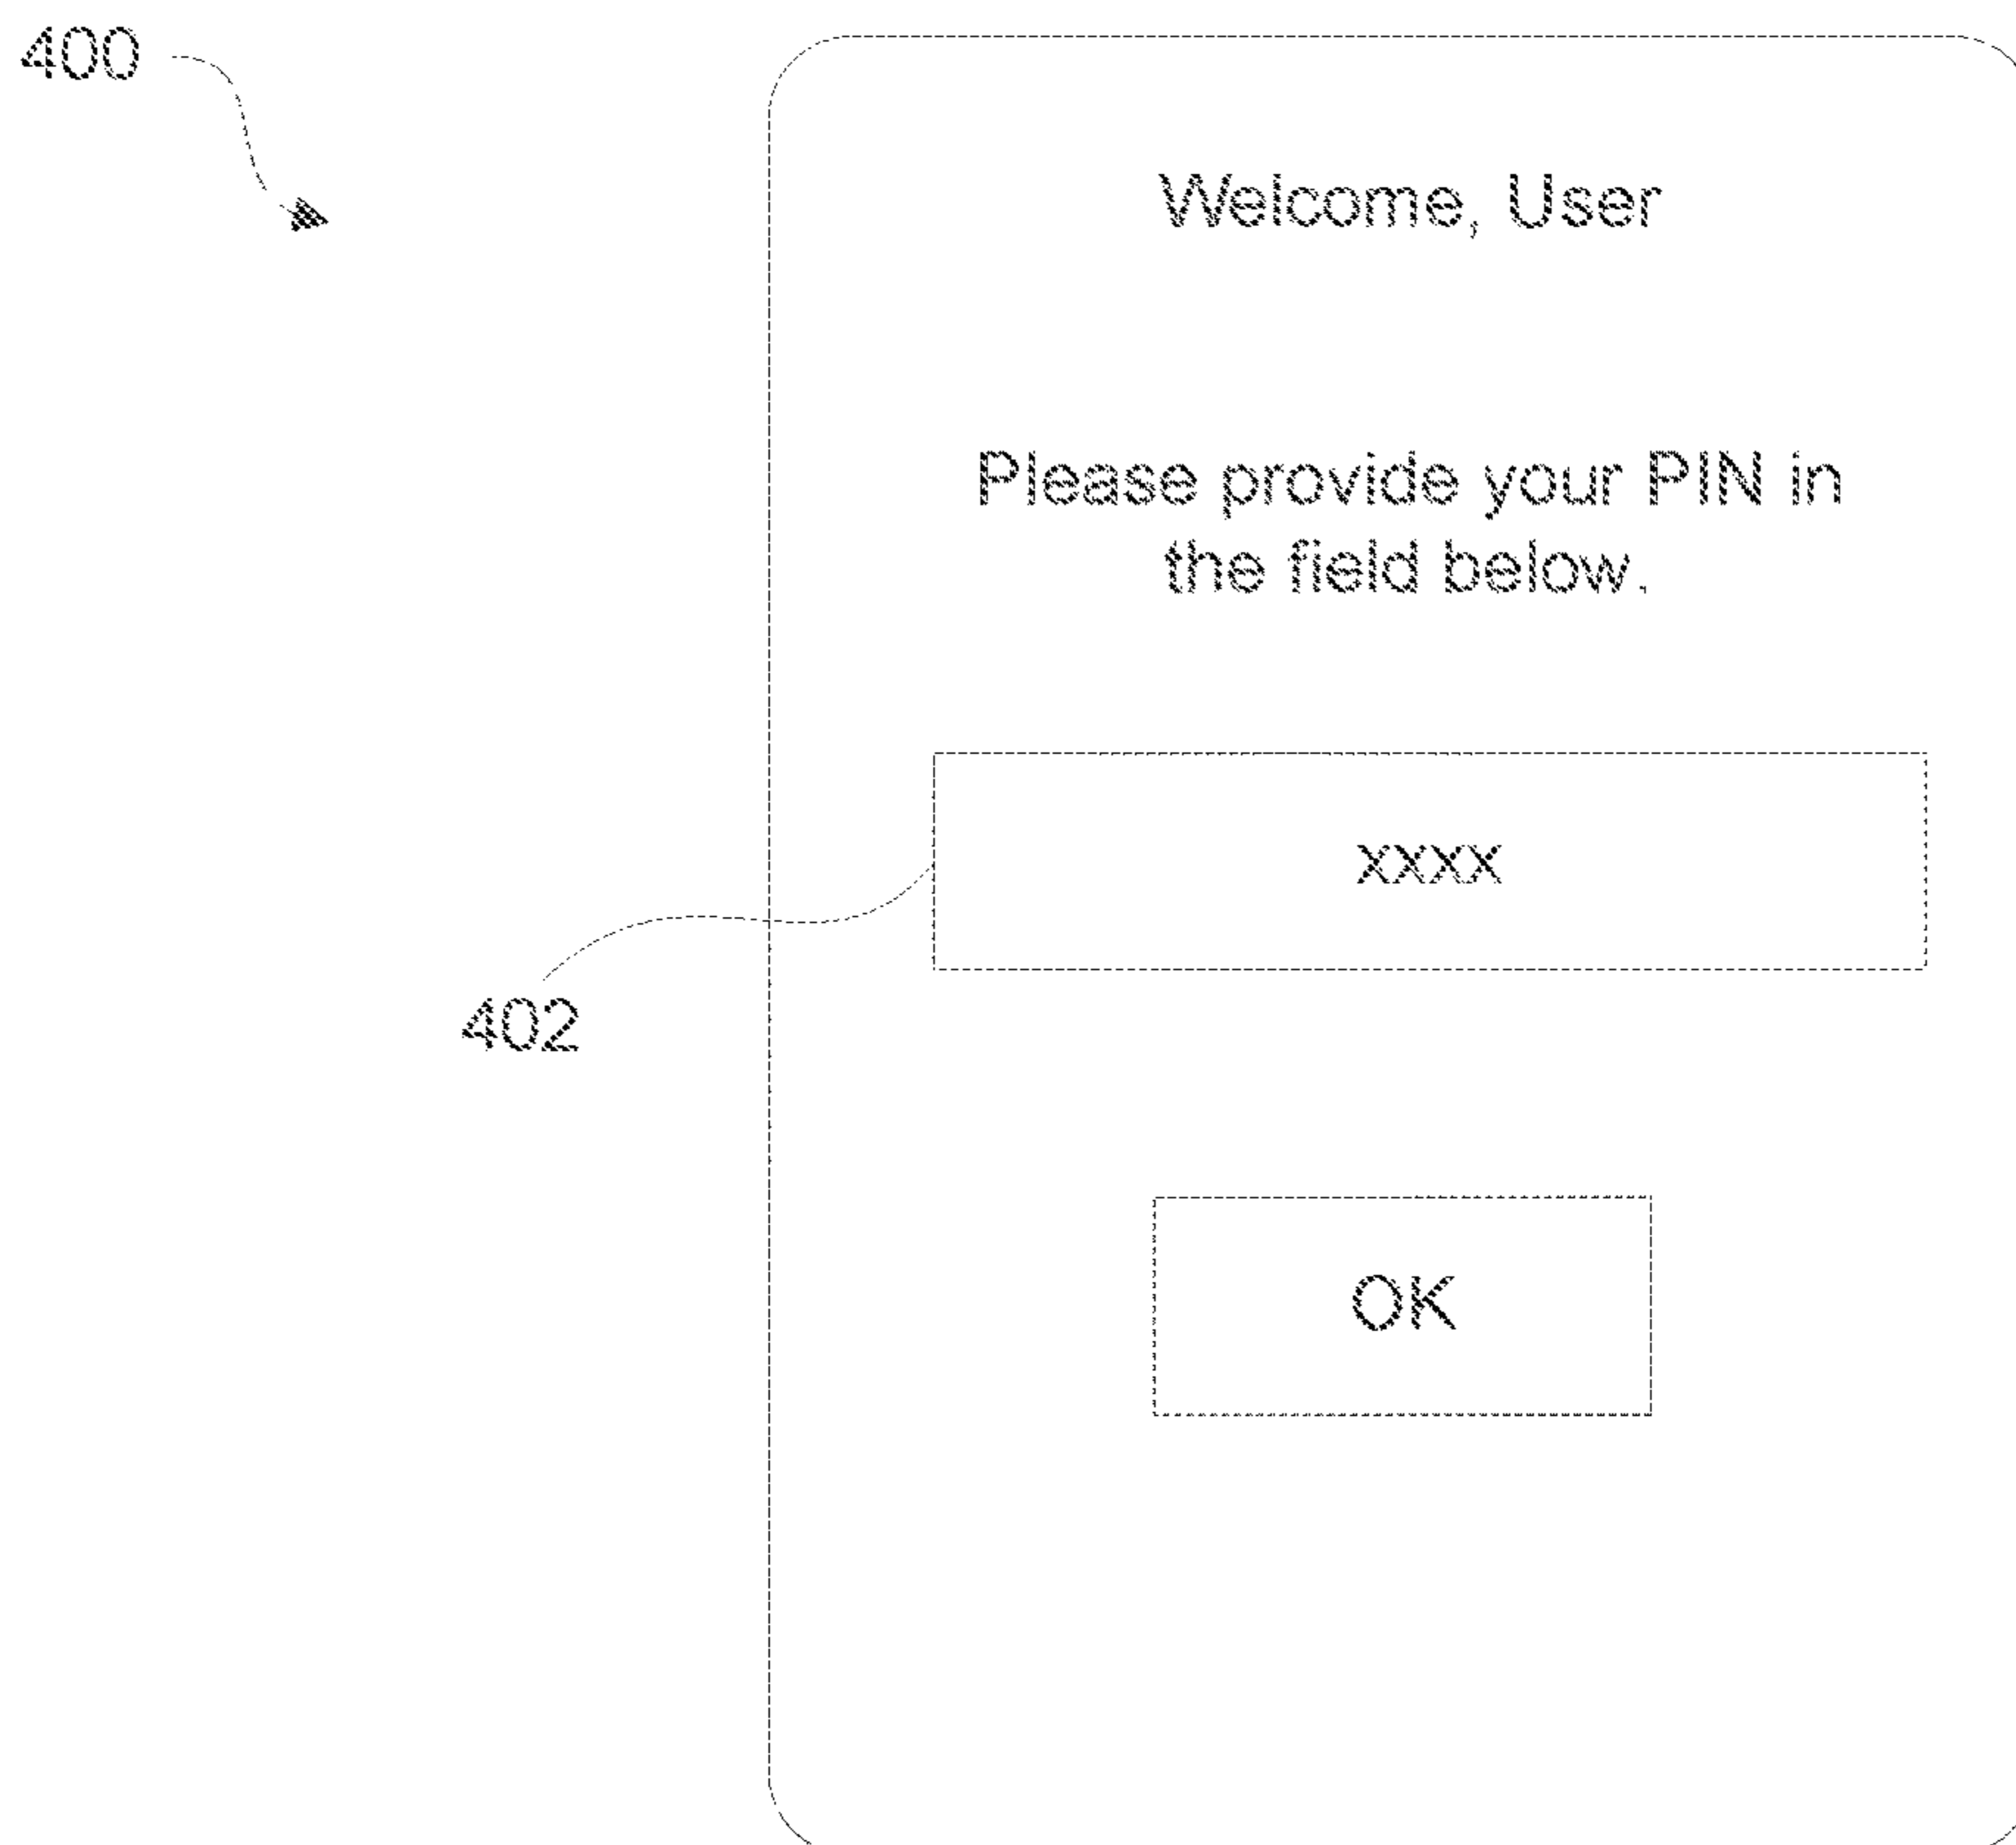 400
Welcome, User
Please provide your PIN in
the field below.
xxxx
402
OK